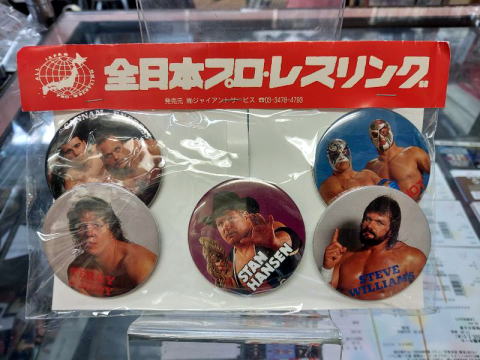 全日本プロ・レスリング
発売元 ㈱ジャイアントサービス ☎03-3478-4793
STAN
HANSEN
STEVE
WILLIAMS